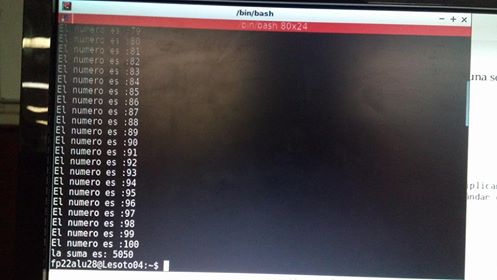 /bin/bash
/bin/bash 80x24
El numero es :79
El numero es :80
El numero es :81
El numero es :82
El numero es :83
El numero es :84
El numero es :85
El numero es :86
El numero es :87
El numero es :88
El numero es :89
El numero es :90
El numero es :91
El numero es :92
El numero es :93
El numero es :94
El numero es :95
El numero es :96
El numero es :97
El numero es :98
El numero es :99
El numero es :100
la suma es: 5050
fp22alu28@Lesoto04:~$
una s
plican
ndar